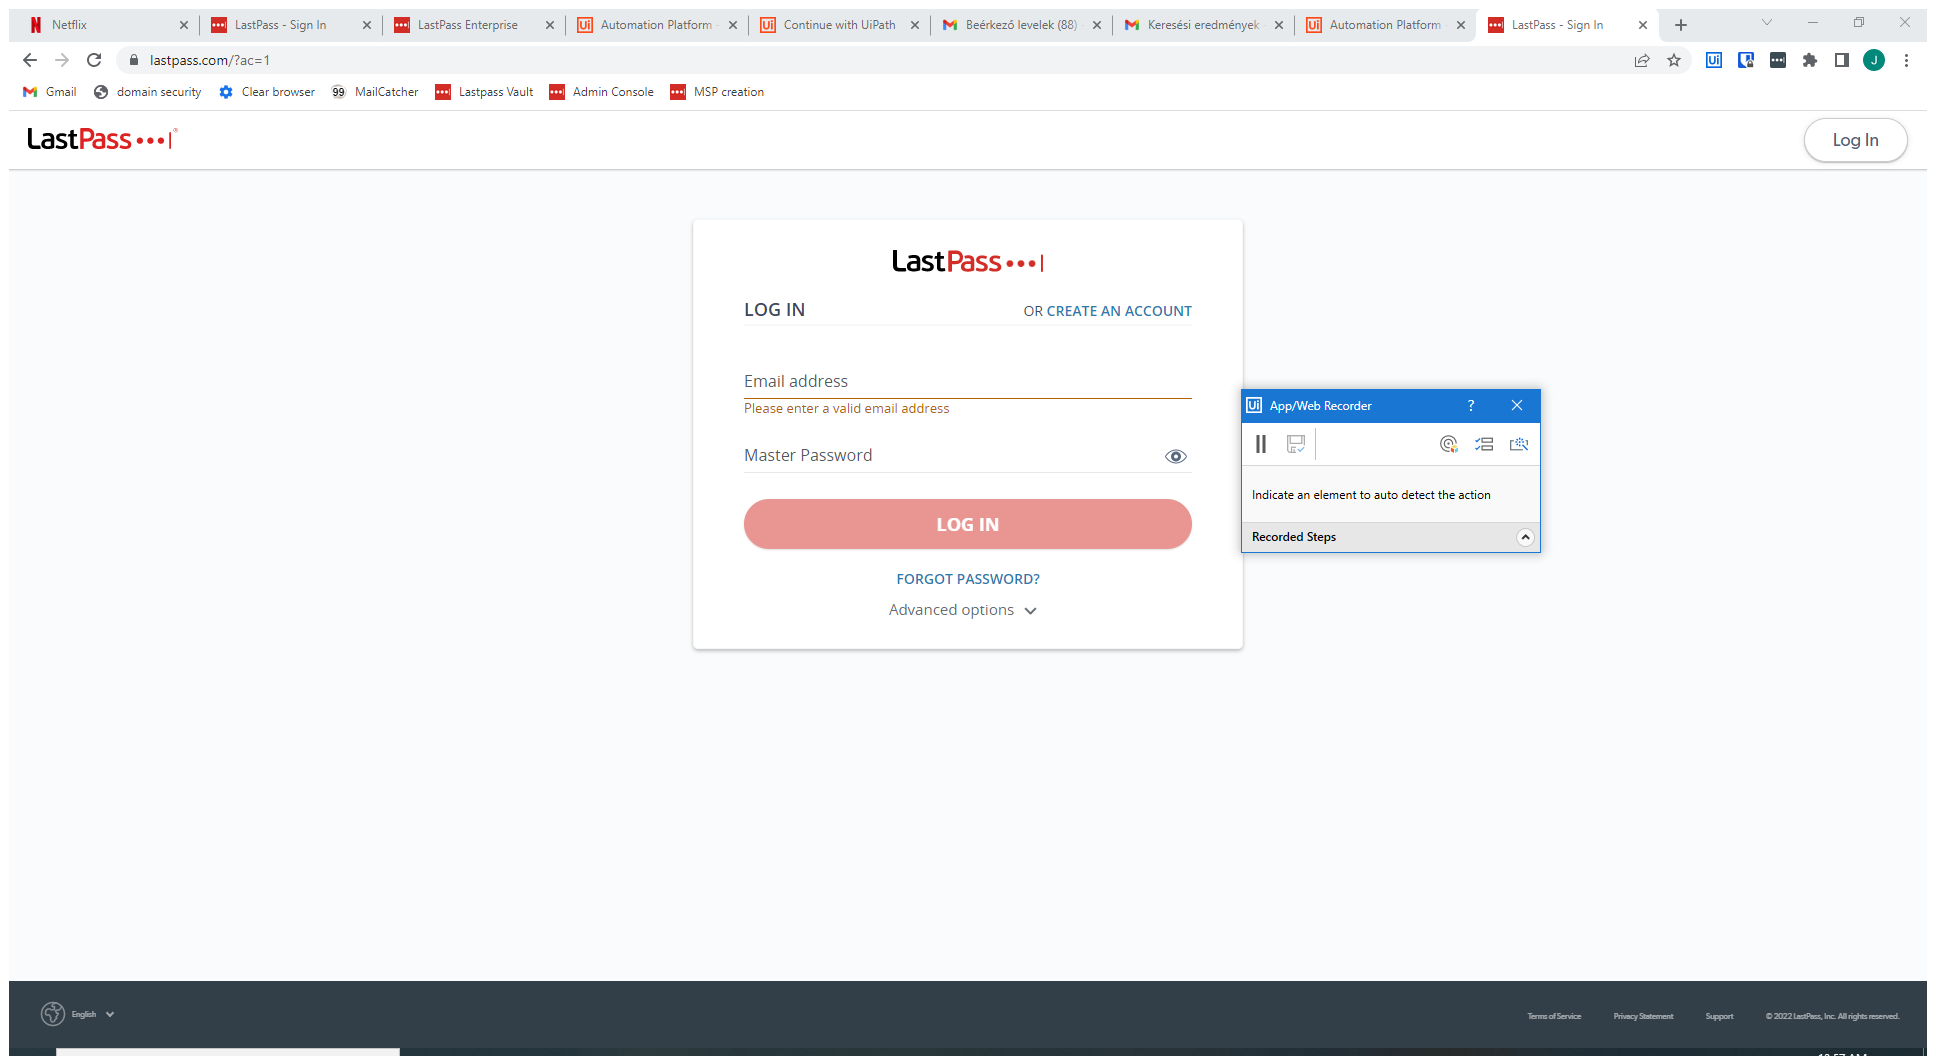 Netflix
LastPass - Sign In
LastPass Enterprise
Automation Platform
Continue with UiPath
Beérkező levelek (88)
Keresési eredmények
Automation Platform
LastPass - Sign In
lastpass.com/?ac=1
J
Gmail
domain security
Clear browser
99 MailCatcher
Lastpass Vault
Admin Console
MSP creation
LastPass
Log In
LastPass
LOG IN
OR CREATE AN ACCOUNT
Email address
Please enter a valid email address
Master Password
LOG IN
FORGOT PASSWORD?
Advanced options
Ui App/Web Recorder ?
Indicate an element to auto detect the action
Recorded Steps
English
Terms of Service
Privacy Statement
Support
© 2022 LastPass, Inc. All rights reserved.